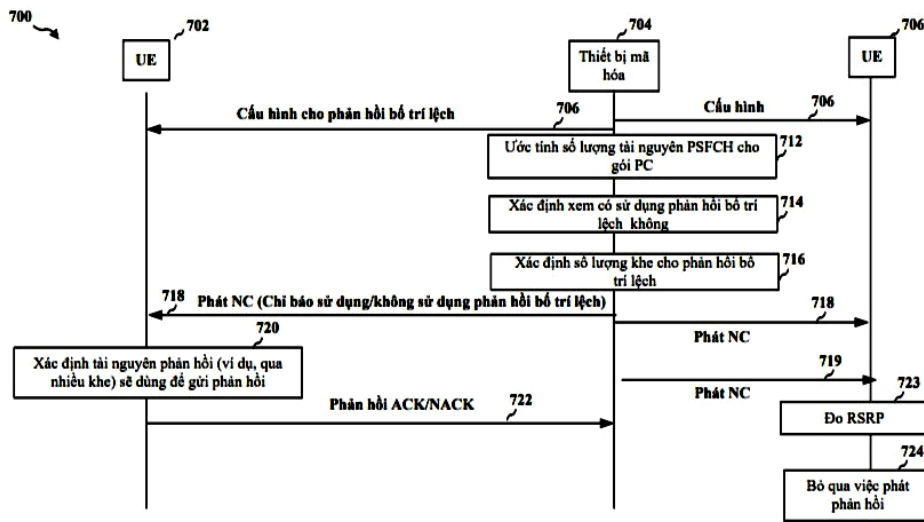 700
702
704
706
UE
Thiết bị mã
hóa
UE
Cấu hình cho phản hồi bố trí lệch
706
Cấu hình
706
Ước tính số lượng tài nguyên PSFCH cho
gói PC
712
Xác định xem có sử dụng phản hồi bố trí
lệch không
714
Xác định số lượng khe cho phản hồi bố
trí lệch
716
718
Phát NC (Chỉ báo sử dụng/không sử dụng phản hồi bố trí lệch)
718
Phát NC
720
Xác định tài nguyên phản hồi (ví dụ, qua
nhiều khe) sẽ dùng để gửi phản hồi
719
Phát NC
723
Đo RSRP
Phản hồi ACK/NACK
722
724
Bỏ qua việc phát
phản hồi